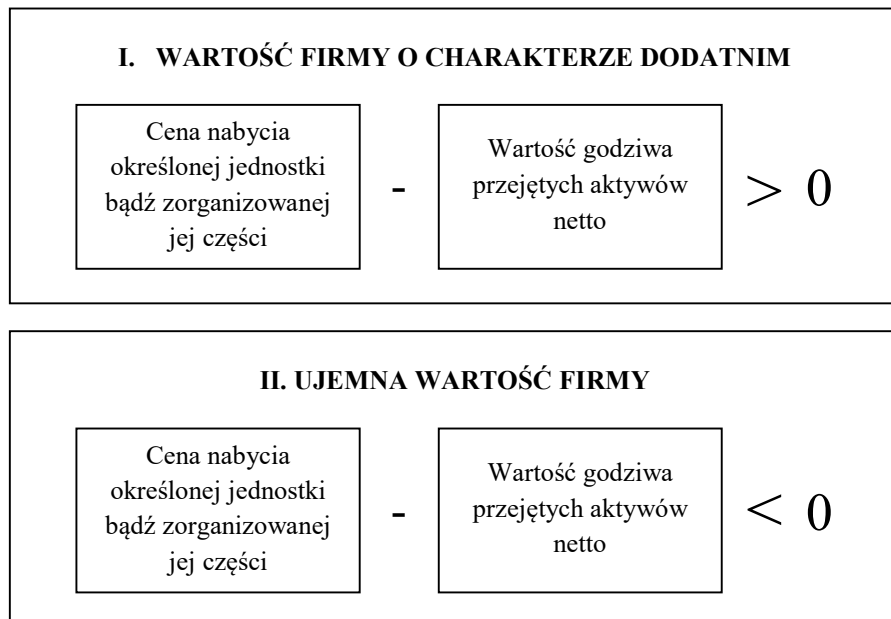 I. WARTOŚĆ FIRMY O CHARAKTERZE DODATNIM
Cena nabycia
określonej jednostki
bądź zorganizowanej
jej części
-
Wartość godziwa
przejętych aktywów
netto
> 0
II. UJEMNA WARTOŚĆ FIRMY
Cena nabycia
określonej jednostki
bądź zorganizowanej
jej części
-
Wartość godziwa
przejętych aktywów
netto
< 0